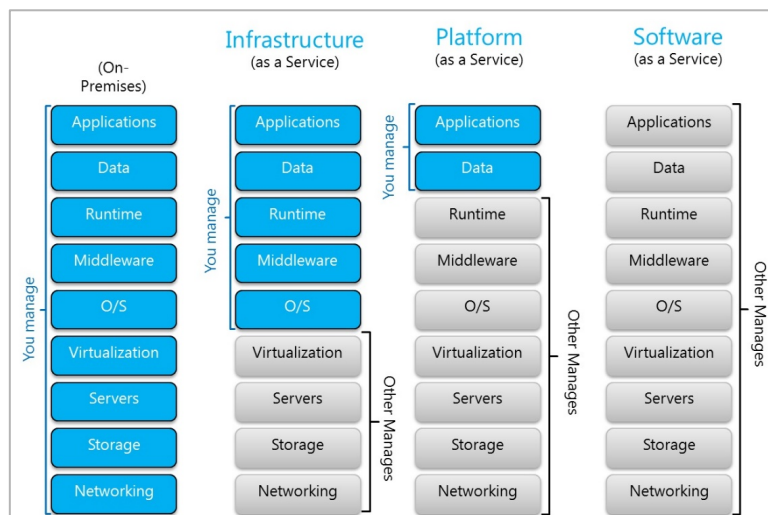 (On-
Premises)
You manage
Applications
Data
Runtime
Middleware
O/S
Virtualization
Servers
Storage
Networking
Infrastructure
(as a Service)
You manage
Applications
Data
Runtime
Middleware
O/S
Virtualization
Servers
Storage
Networking
Other Manages
Platform
(as a Service)
You manage
Applications
Data
Runtime
Middleware
O/S
Virtualization
Servers
Storage
Networking
Other Manages
Software
(as a Service)
Applications
Data
Runtime
Middleware
O/S
Virtualization
Servers
Storage
Networking
Other Manages